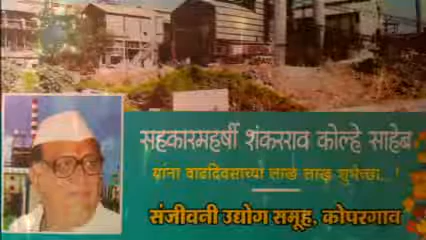 सहकारमहर्षी शंकरराव कोल्हे साहेब
यांना वाढदिवसाच्या लाख लाख शुभेच्छा...!
संजीवनी उद्योग समूह, कोपरगाव